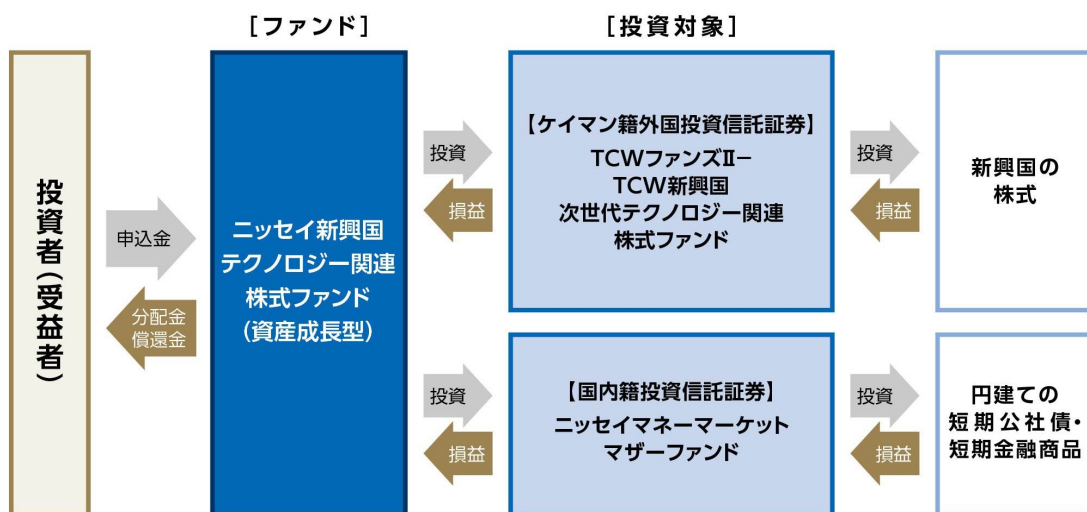 [ファンド]
[投資対象]
投資者(受益者)
申込金
分配金
償還金
ニッセイ新興国
テクノロジー関連
株式ファンド
(資産成長型)
投資
損益
【ケイマン籍外国投資信託証券】
TCWファンズⅡー
TCW新興国
次世代テクノロジー関連
株式ファンド
投資
損益
新興国の
株式
投資
損益
【国内籍投資信託証券】
ニッセイマネーマーケット
マザーファンド
投資
損益
円建ての
短期公社債・
短期金融商品